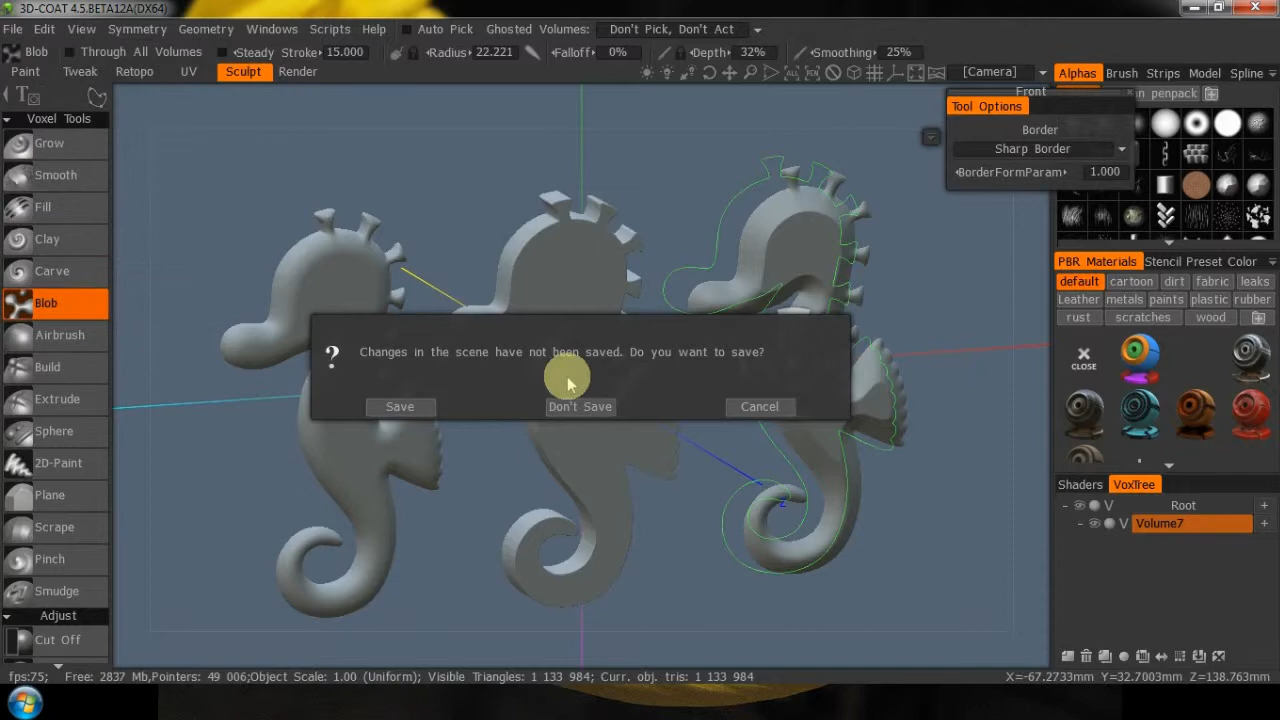 3D-COAT 4.5.BETA12A(DX64)
File Edit View Symmetry Geometry Windows Scripts Help Auto Pick Ghosted Volumes: Don't Pick, Don't Act
Blob Through All Volumes Steady Stroke 15.000 Radius 22.221 Falloff 0% Depth 32% Smoothing 25%
Paint Tweak Retopo UV Sculpt Render [Camera] Alphas Brush Strips Model Spline
Front penpack
Tool Options
Voxel Tools
Border
Grow
Sharp Border
Smooth
BorderFormParam 1.000
Fill
Clay
PBR Materials Stencil Preset Color
Carve
default cartoon dirt fabric leaks
Blob
Leather metals paints plastic rubber
rust scratches wood
Airbrush
Changes in the scene have not been saved. Do you want to save?
CLOSE
Build
Extrude
Save Don't Save Cancel
Sphere
2D-Paint
Shaders VoxTree
Plane
V Root
Z
Scrape
V Volume7
Pinch
Smudge
Adjust
Cut Off
fps:75; Free: 2837 Mb,Pointers: 49 006;Object Scale: 1.00 (Uniform); Visible Triangles: 1 133 984; Curr. obj. tris: 1 133 984 X=-67.2733mm Y=32.7003mm Z=138.763mm